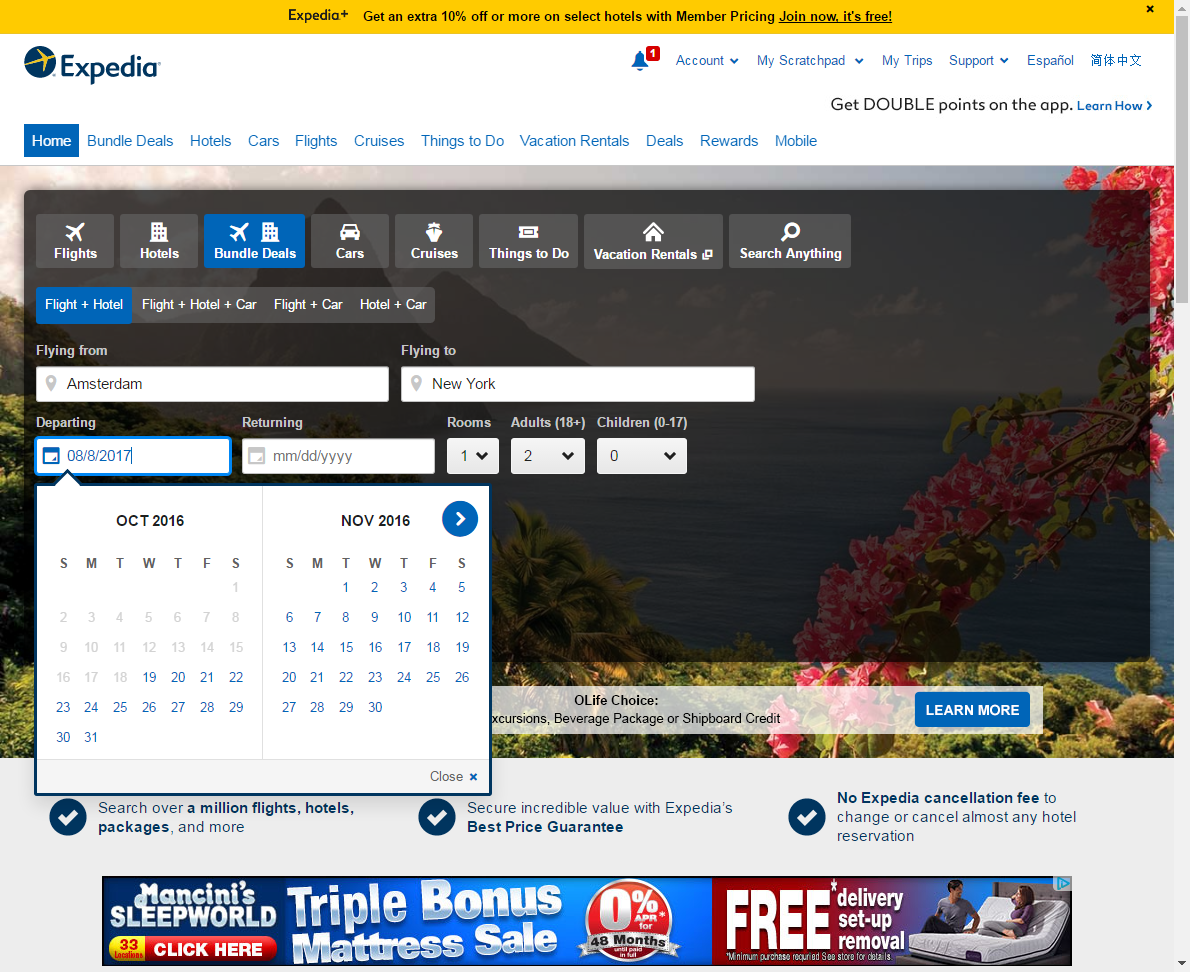 Expedia+ Get an extra 10% off or more on select hotels with Member Pricing Join now, it's free!
Expedia
1 Account My Scratchpad My Trips Support Español 简体中文
Get DOUBLE points on the app. Learn How
Home Bundle Deals Hotels Cars Flights Cruises Things to Do Vacation Rentals Deals Rewards Mobile
Flights Hotels Bundle Deals Cars Cruises Things to Do Vacation Rentals Search Anything
Flight + Hotel Flight + Hotel + Car Flight + Car Hotel + Car
Flying from Flying to
Amsterdam New York
Departing Returning Rooms Adults (18+) Children (0-17)
08/8/2017 mm/dd/yyyy 1 2 0
OCT 2016 NOV 2016
S M T W T F S S M T W T F S
1 1 2 3 4 5
2 3 4 5 6 7 8 6 7 8 9 10 11 12
9 10 11 12 13 14 15 13 14 15 16 17 18 19
16 17 18 19 20 21 22 20 21 22 23 24 25 26
23 24 25 26 27 28 29 27 28 29 30
30 31
Close
OLife Choice:
xcursions, Beverage Package or Shipboard Credit
LEARN MORE
Search over a million flights, hotels,
packages, and more
Secure incredible value with Expedia's
Best Price Guarantee
No Expedia cancellation fee to
change or cancel almost any hotel
reservation
Mancini's
SLEEPWORLD
33 Locations CLICK HERE
Triple Bonus
Mattress Sale
0% APR*
for
48 Months
until paid
in full
FREE* delivery
set-up
removal
*Minimum purchase required See store for details